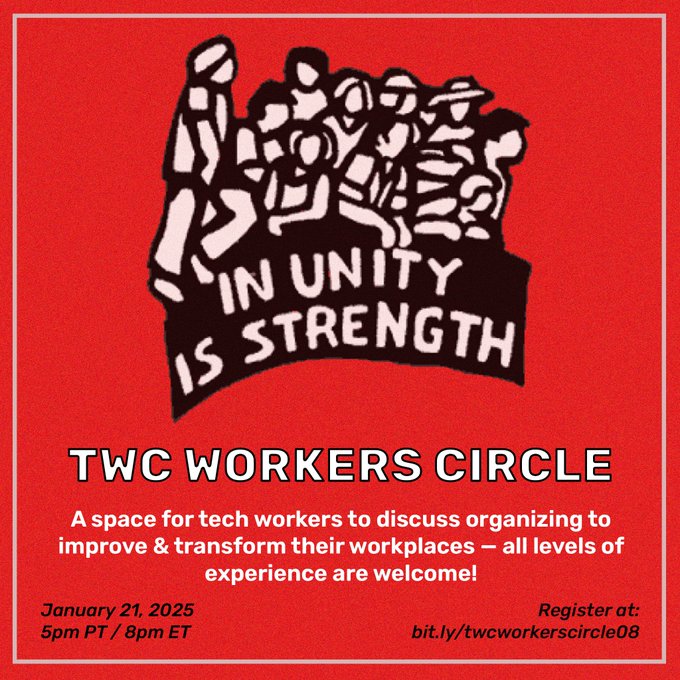 IN UNITY
IS STRENGTH
TWC WORKERS CIRCLE
A space for tech workers to discuss organizing to
improve & transform their workplaces — all levels of
experience are welcome!
January 21, 2025
5pm PT / 8pm ET
Register at:
bit.ly/twcworkerscircle08